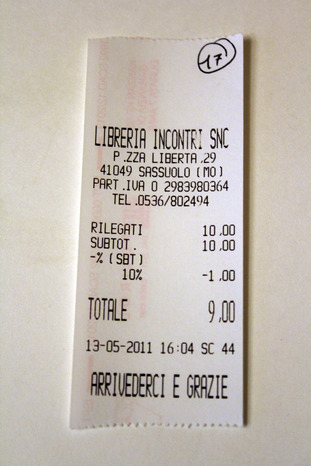 17
LIBRERIA INCONTRI SNC
P.ZZA LIBERTA.29
41049 SASSUOLO (MO)
PART.IVA 0 2983980364
TEL.0536/802494
RILEGATI 10,00
SUBTOT. 10,00
-% (SBT)
10% -1,00
TOTALE 9,00
13-05-2011 16:04 SC 44
ARRIVEDERCI E GRAZIE